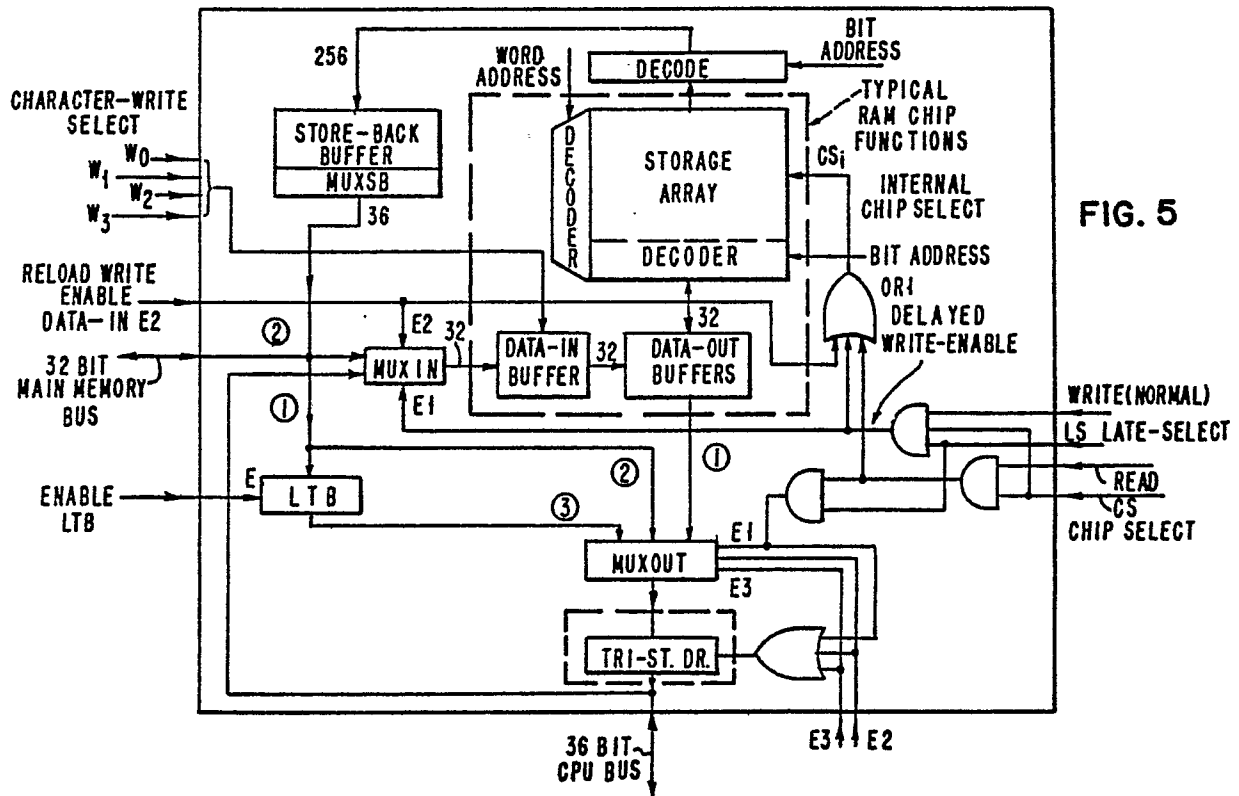 BIT
ADDRESS
256
WORD
ADDRESS
DECODE
CHARACTER-WRITE
SELECT
TYPICAL
RAM CHIP
FUNCTIONS
STORE-BACK
BUFFER
MUXSB
DECODER
STORAGE
ARRAY
CSi
W0
W1
W2
W3
36
INTERNAL
CHIP SELECT
FIG. 5
DECODER
BIT ADDRESS
RELOAD WRITE
ENABLE
DATA-IN E2
OR1
DELAYED
WRITE-ENABLE
②
E2
32
32
DATA-IN
BUFFER
32
DATA-OUT
BUFFERS
MUXIN
32 BIT
MAIN MEMORY
BUS
E1
WRITE(NORMAL)
LS LATE-SELECT
①
②
①
READ
CS
CHIP SELECT
E
LTB
ENABLE
LTB
③
E1
MUXOUT
E3
TRI-ST. DR.
36 BIT
CPU BUS
E3
E2